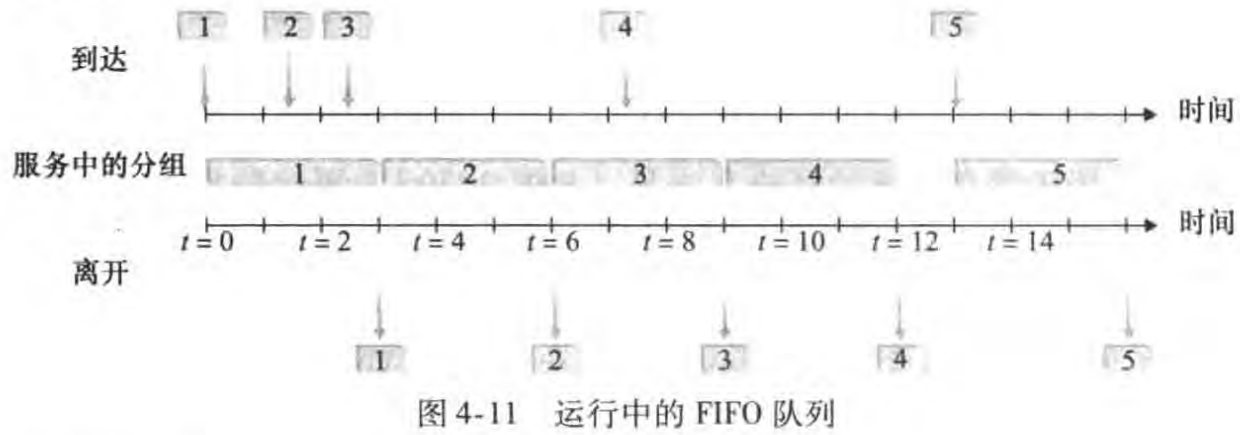 1 2 3 4 5
到达
时间
服务中的分组 1 2 3 4 5
时间
t = 0 t = 2 t = 4 t = 6 t = 8 t = 10 t = 12 t = 14
离开
1 2 3 4 5
图 4-11 运行中的 FIFO 队列